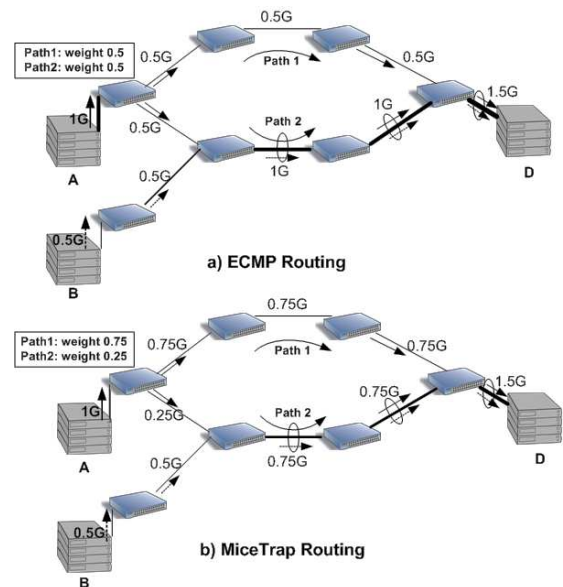 0.5G
Path1: weight 0.5
Path2: weight 0.5
0.5G
Path 1
0.5G
1G
0.5G
Path 2
1G
1.5G
A
0.5G
1G
D
0.5G
B
a) ECMP Routing
0.75G
Path1: weight 0.75
Path2: weight 0.25
0.75G
Path 1
0.75G
1G
0.25G
Path 2
0.75G
1.5G
A
0.5G
0.75G
D
0.5G
B
b) MiceTrap Routing